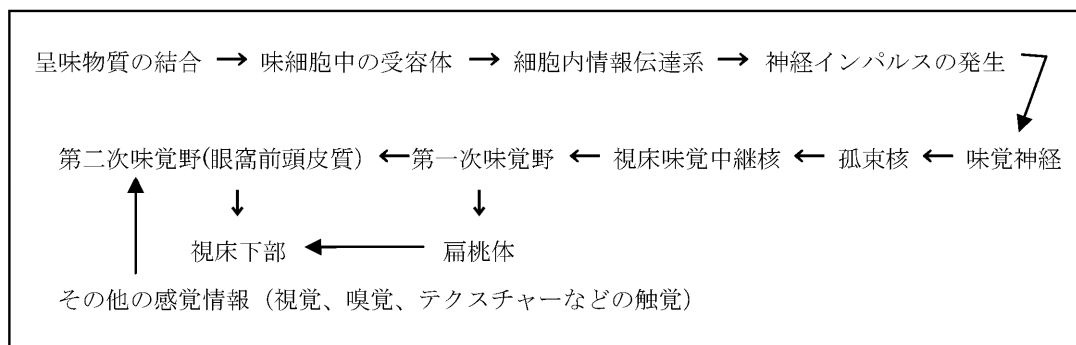 呈味物質の結合 → 味細胞中の受容体 → 細胞内情報伝達系 → 神経インパルスの発生
第二次味覚野(眼窩前頭皮質） ← 第一次味覚野 ← 視床味覚中継核 ← 孤束核 ← 味覚神経
視床下部 ← 扁桃体
その他の感覚情報（視覚、嗅覚、テクスチャーなどの触覚）